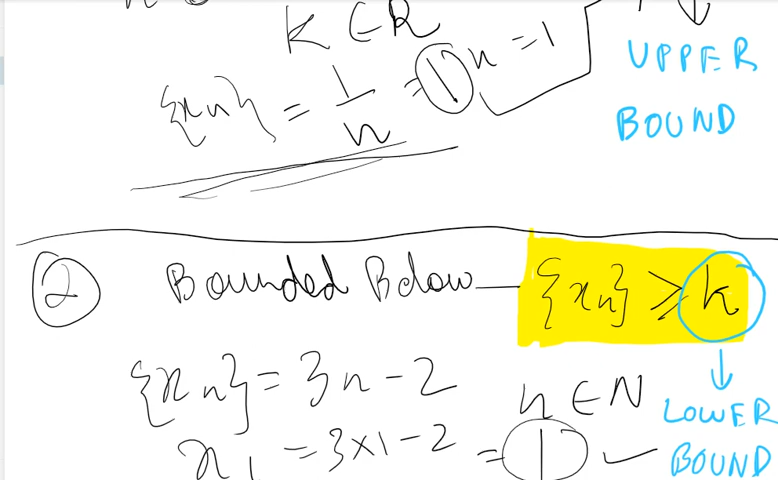 K ∈ R
{xn} = 1/n = 1 n = 1
UPPER
BOUND
2 Bounded Below {xn} ≥ k
{xn} = 3n - 2 n ∈ N
LOWER
BOUND
x1 = 3×1-2 = 1